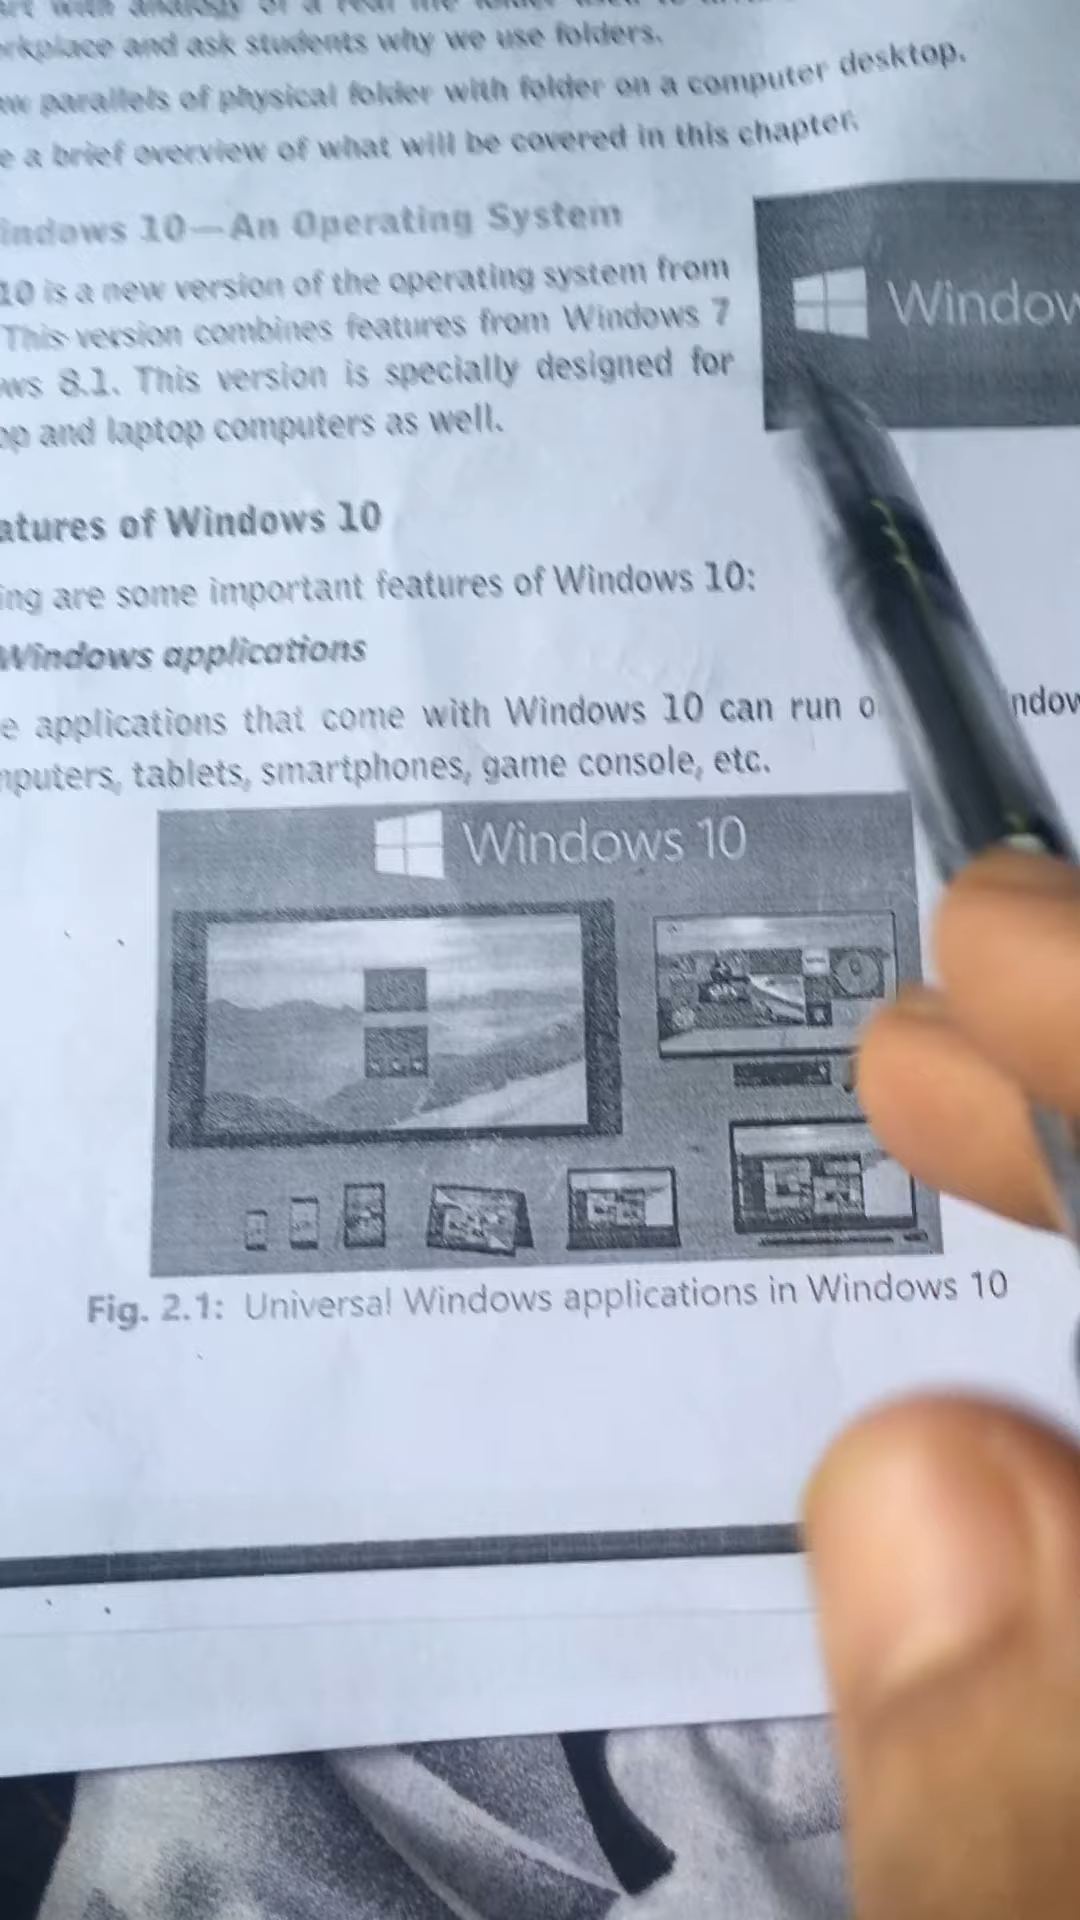 and ask students why we use folders.
parallels of physical folder with folder on a computer desktop.
a brief overview of what will be covered in this chapter.
indows 10—An Operating System
10 is a new version of the operating system from
This version combines features from Windows 7
ws 8.1. This version is specially designed for
op and laptop computers as well.
Window
atures of Windows 10
ing are some important features of Windows 10:
Windows applications
e applications that come with Windows 10 can run o ndow
mputers, tablets, smartphones, game console, etc.
Windows 10
Fig. 2.1: Universal Windows applications in Windows 10